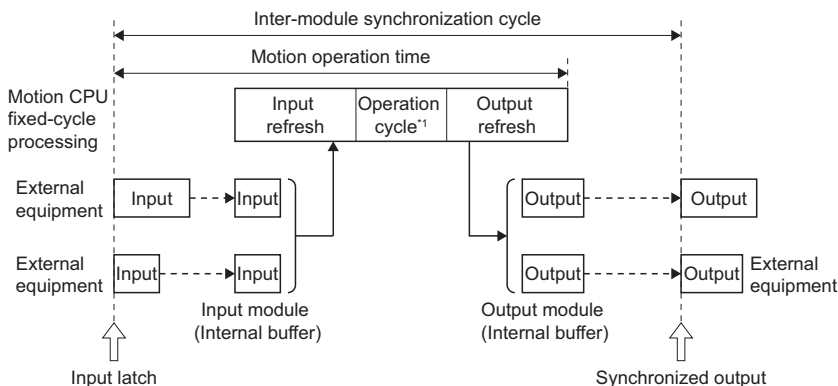 Inter-module synchronization cycle
Motion operation time
Motion CPU
fixed-cycle
processing
Input
refresh
Operation
cycle*1
Output
refresh
External
equipment
Input
Input
Output
Output
External
equipment
Input
Input
Output
Output
External
equipment
Input module
(Internal buffer)
Output module
(Internal buffer)
Input latch
Synchronized output